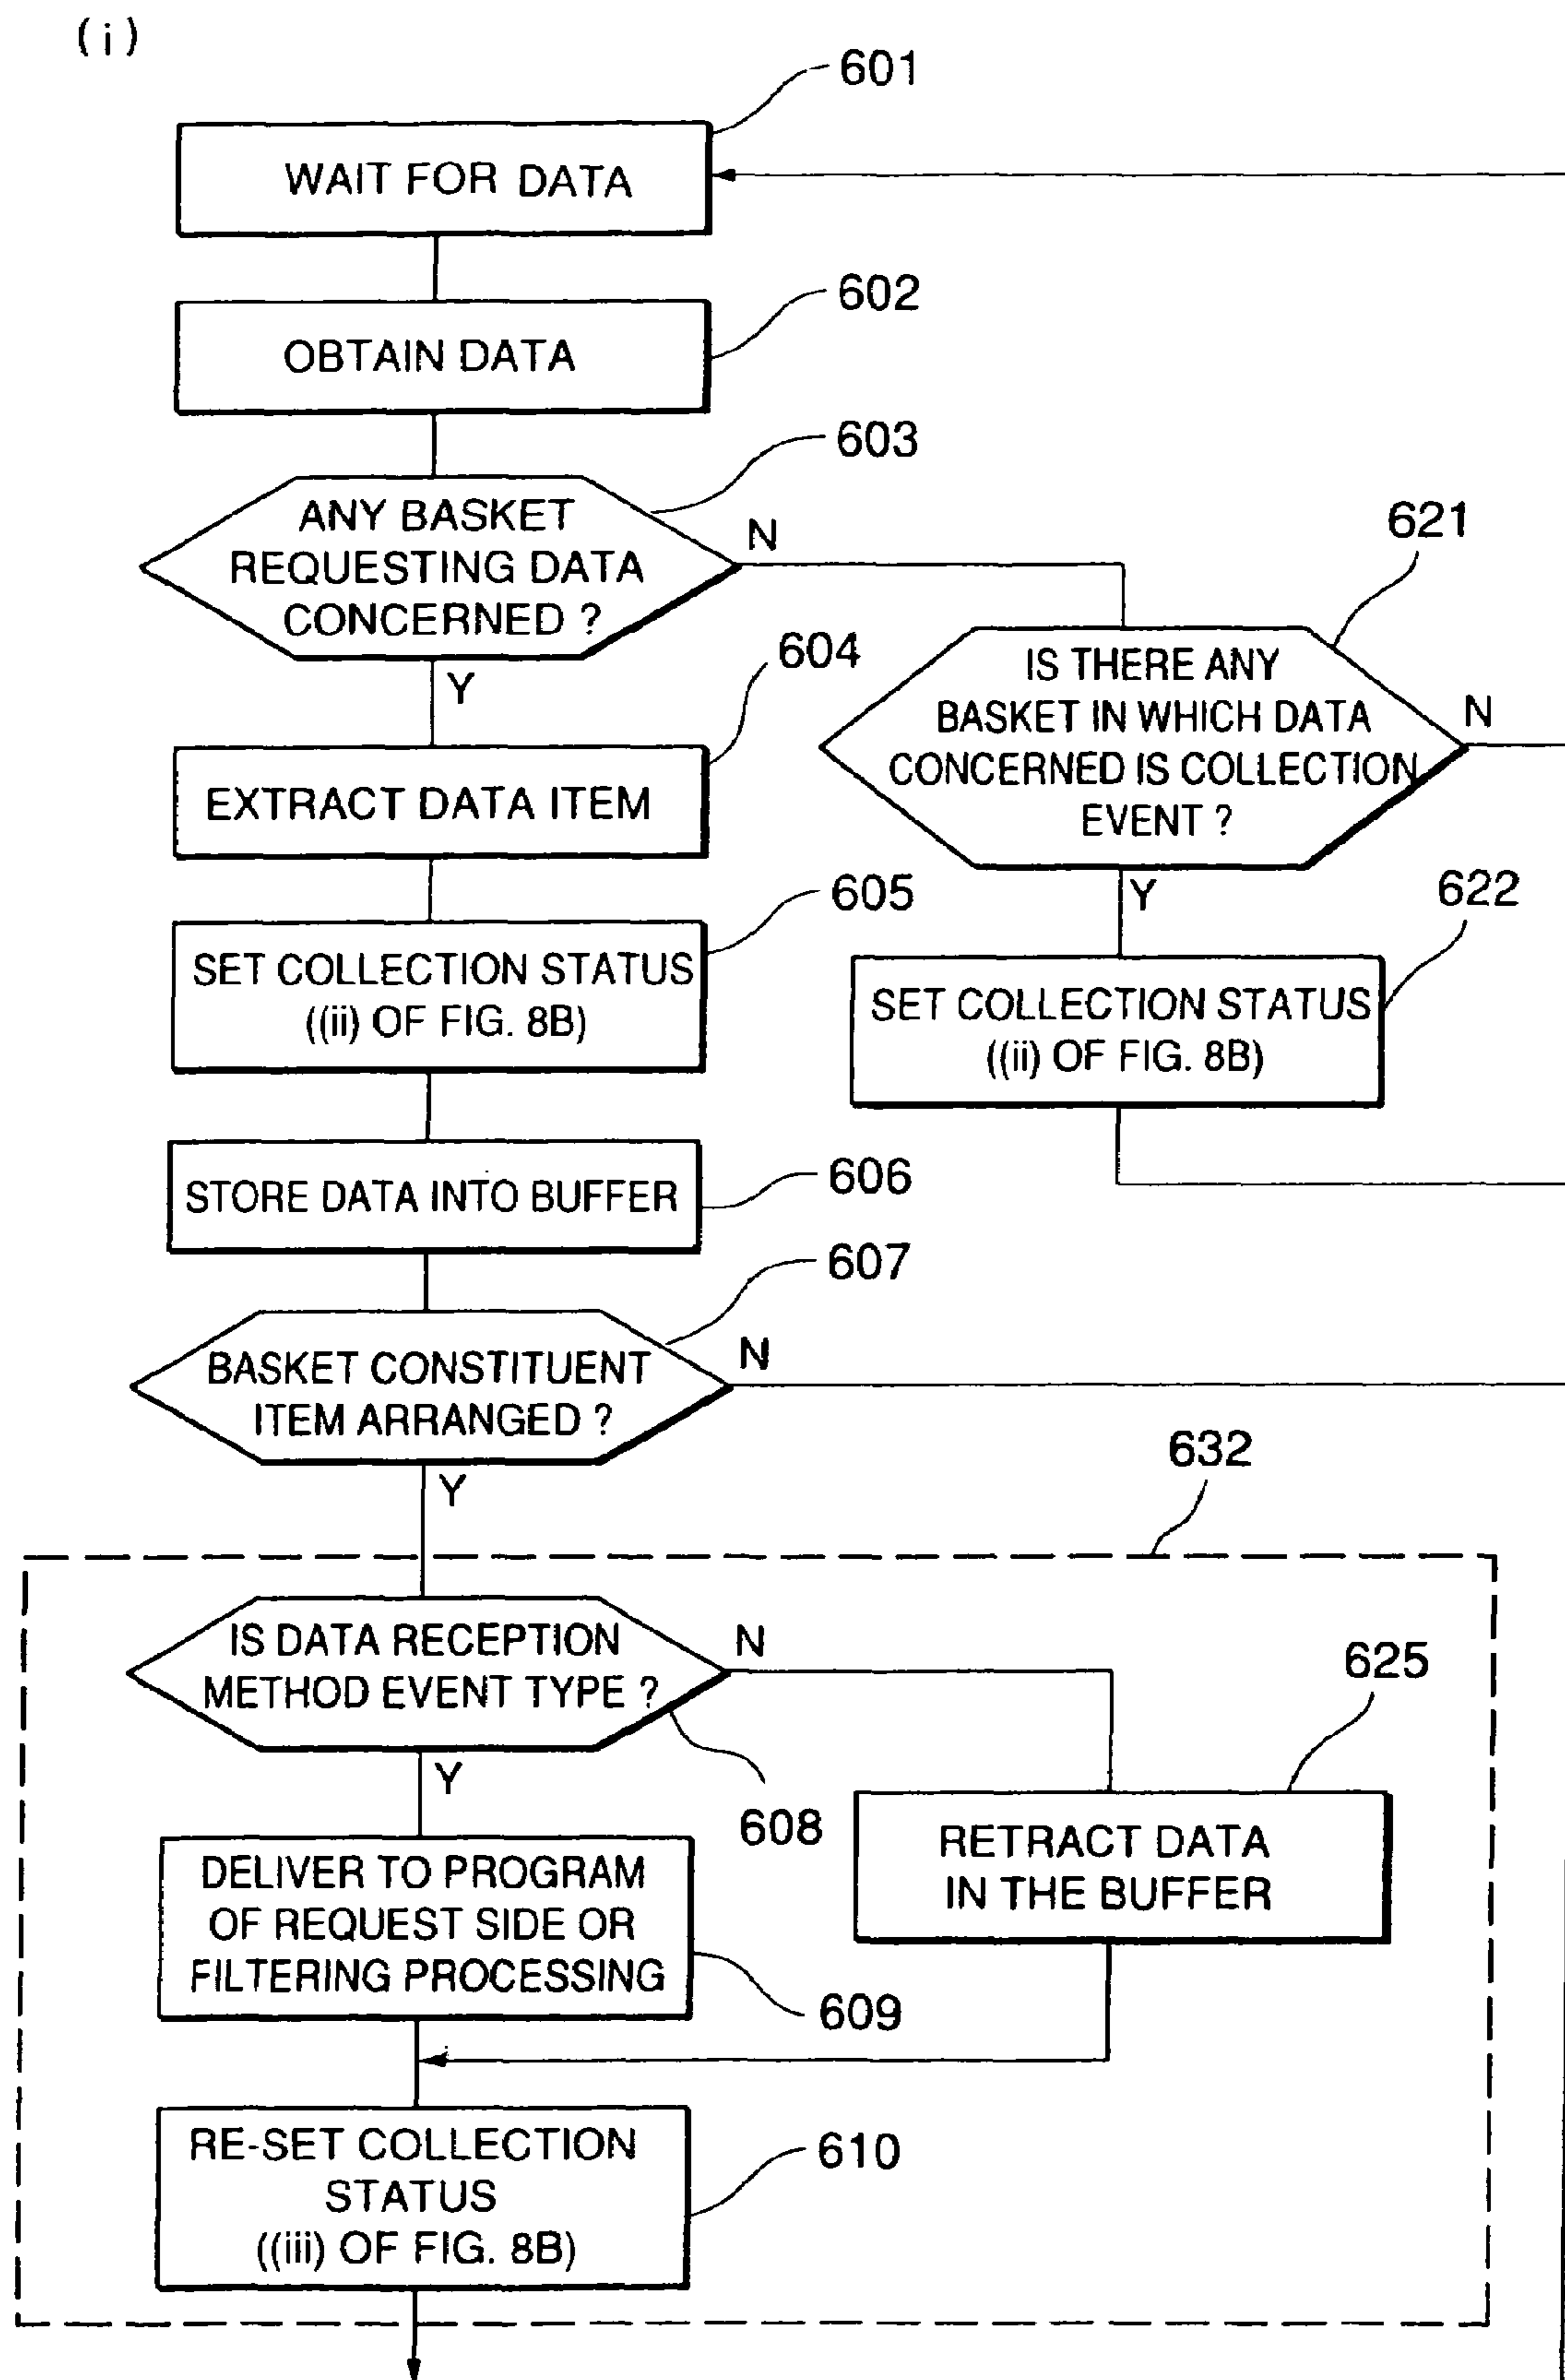 (i)
601
WAIT FOR DATA
602
OBTAIN DATA
603
ANY BASKET
REQUESTING DATA
CONCERNED ?
N
Y
621
IS THERE ANY
BASKET IN WHICH DATA
CONCERNED IS COLLECTION
EVENT ?
N
Y
604
EXTRACT DATA ITEM
605
SET COLLECTION STATUS
((ii) OF FIG. 8B)
622
SET COLLECTION STATUS
((ii) OF FIG. 8B)
606
STORE DATA INTO BUFFER
607
BASKET CONSTITUENT
ITEM ARRANGED ?
N
Y
632
IS DATA RECEPTION
METHOD EVENT TYPE ?
N
Y
608
625
RETRACT DATA
IN THE BUFFER
DELIVER TO PROGRAM
OF REQUEST SIDE OR
FILTERING PROCESSING
609
RE-SET COLLECTION
STATUS
((iii) OF FIG. 8B)
610